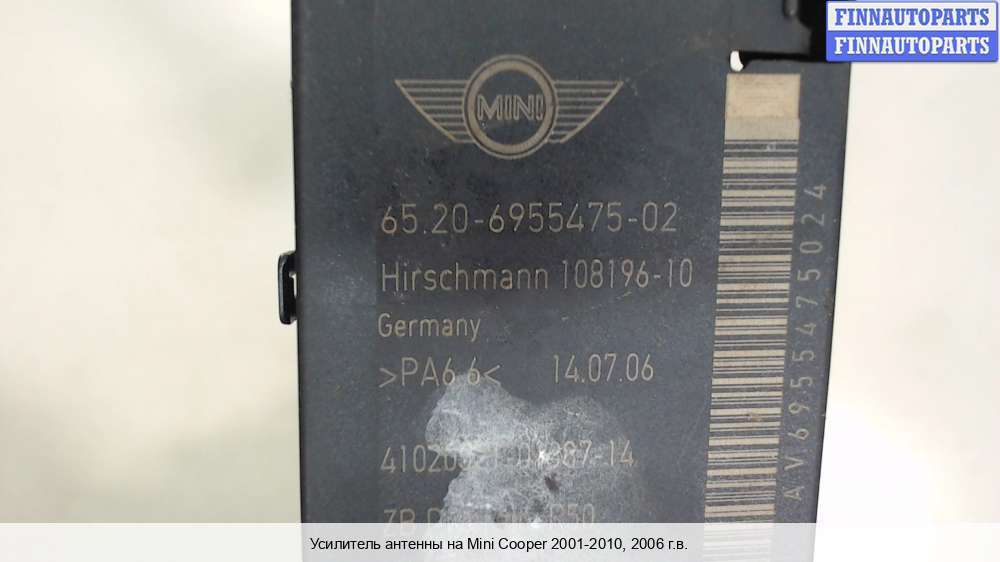 FINNAUTOPARTS
FINNAUTOPARTS
MINI
65.20-6955475-02
Hirschmann 108196-10
Germany
>PA6.6< 14.07.06
AV6955475024
Усилитель антенны на Mini Cooper 2001-2010, 2006 г.в.